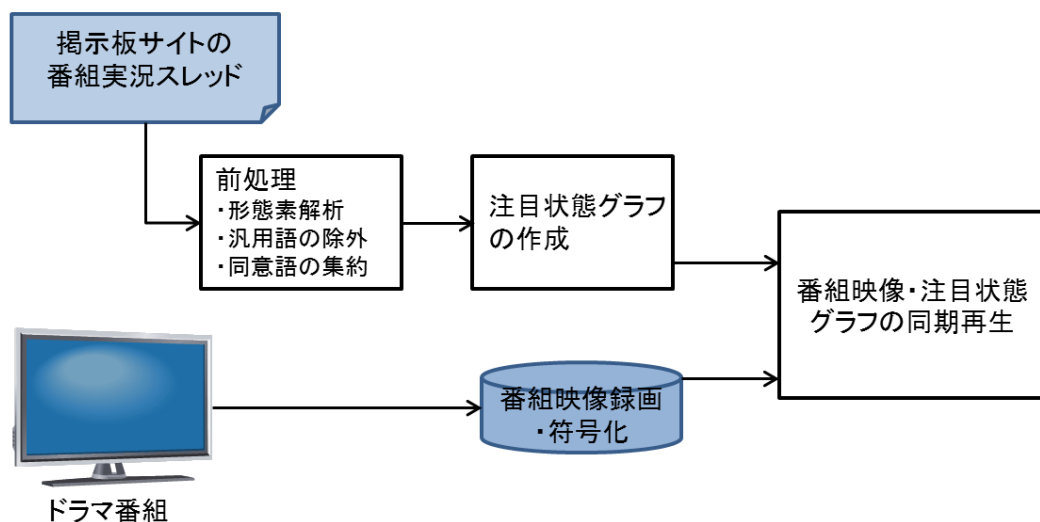 掲示板サイトの
番組実況スレッド
前処理
・形態素解析
・汎用語の除外
・同意語の集約
注目状態グラフ
の作成
番組映像・注目状態
グラフの同期再生
番組映像録画
・符号化
ドラマ番組